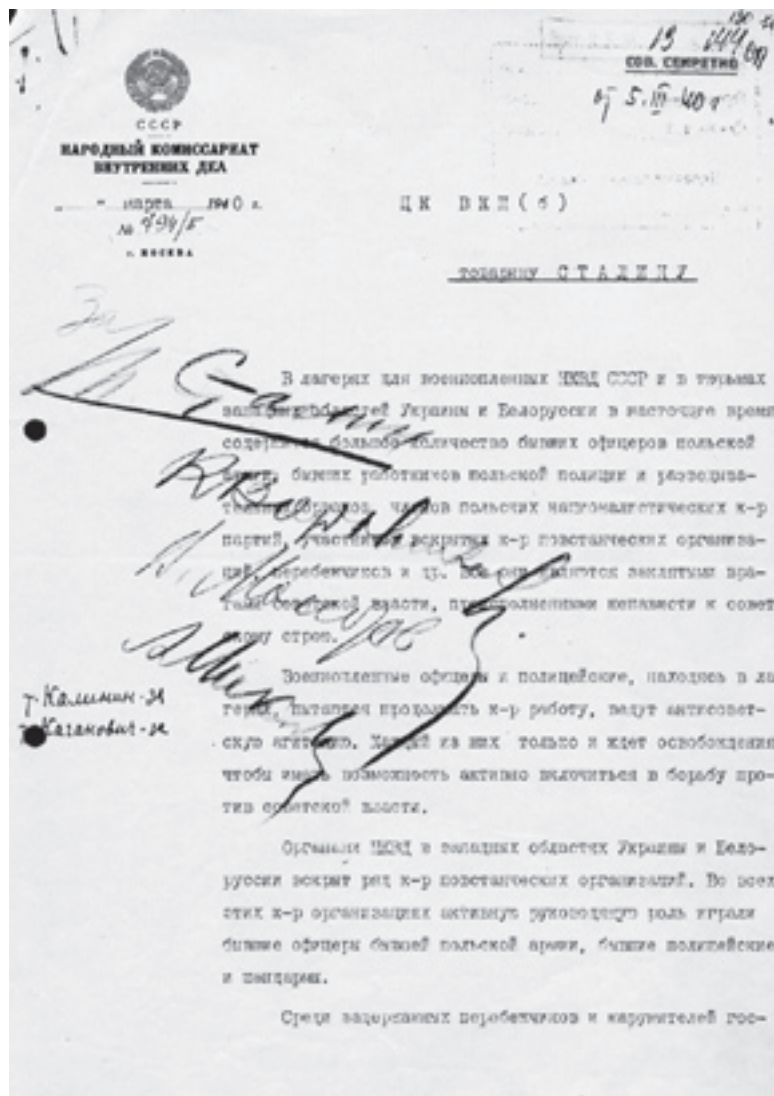 13 144
СОВ. СЕКРЕТНО
от 5.III-40 г
СССР
НАРОДНЫЙ КОМИССАРИАТ
ВНУТРЕННИХ ДЕЛ
" " марта 1940 г.
№ 794/Б
г. МОСКВА
ЦК ВКП(б)
товарищу СТАЛИНУ
За
И Сталин
К Ворошилов
В. Молотов
А Микоян
т. Калинин - за
т. Каганович - за
В лагерях для военнопленных НКВД СССР и в тюрьмах
западных областей Украины и Белоруссии в настоящее время
содержится большое количество бывших офицеров польской
армии, бывших работников польской полиции и разведыва-
тельных органов, членов польских националистических к-р
партий, участников вскрытых к-р повстанческих организа-
ций, перебежчиков и др. Все они являются заклятыми вра-
гами советской власти, преисполненными ненависти к совет-
скому строю.
Военнопленные офицеры и полицейские, находясь в ла-
герях, пытаются продолжать к-р работу, ведут антисовет-
скую агитацию. Каждый из них только и ждет освобождения
чтобы иметь возможность активно включиться в борьбу про-
тив советской власти.
Органами НКВД в западных областях Украины и Бело-
руссии вскрыт ряд к-р повстанческих организаций. Во всех
этих к-р организациях активную руководящую роль играли
бывшие офицеры бывшей польской армии, бывшие полицейские
и жандармы.
Среди задержанных перебежчиков и нарушителей гос-